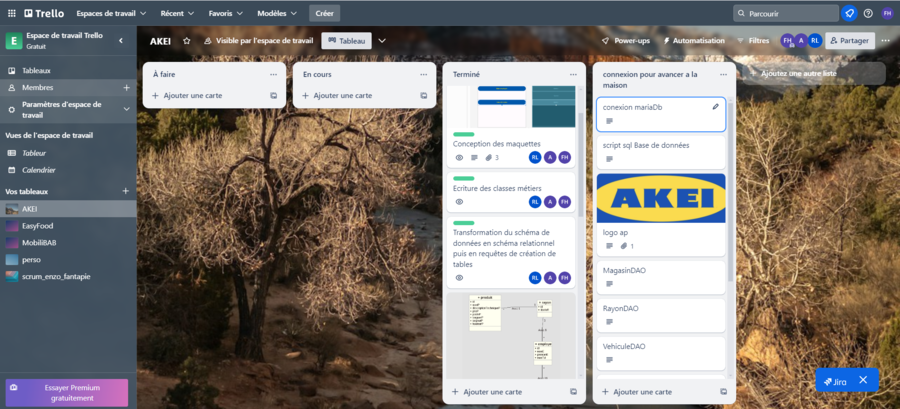 Trello
Espaces de travail
Récent
Favoris
Modèles
Créer
Parcourir
FH
E
Espace de travail Trello
Gratuit
AKEI
Visible par l'espace de travail
Tableau
Power-ups
Automatisation
Filtres
FH
A
RL
Partager
Tableaux
Membres
Paramètres d'espace de
travail
Vues de l'espace de travail
Tableur
Calendrier
Vos tableaux
AKEI
EasyFood
MobiliBAB
perso
scrum_enzo_fantapie
Essayer Premium
gratuitement
À faire
Ajouter une carte
En cours
Ajouter une carte
Terminé
Conception des maquettes
3
RL
A
FH
Ecriture des classes métiers
RL
A
FH
Transformation du schéma de
données en schéma relationnel
puis en requêtes de création de
tables
RL
A
FH
Ajouter une carte
connexion pour avancer a la
maison
conexion mariaDb
script sql Base de données
AKEI
logo ap
1
MagasinDAO
RayonDAO
VehiculeDAO
Ajouter une carte
Ajoutez une autre liste
Jira